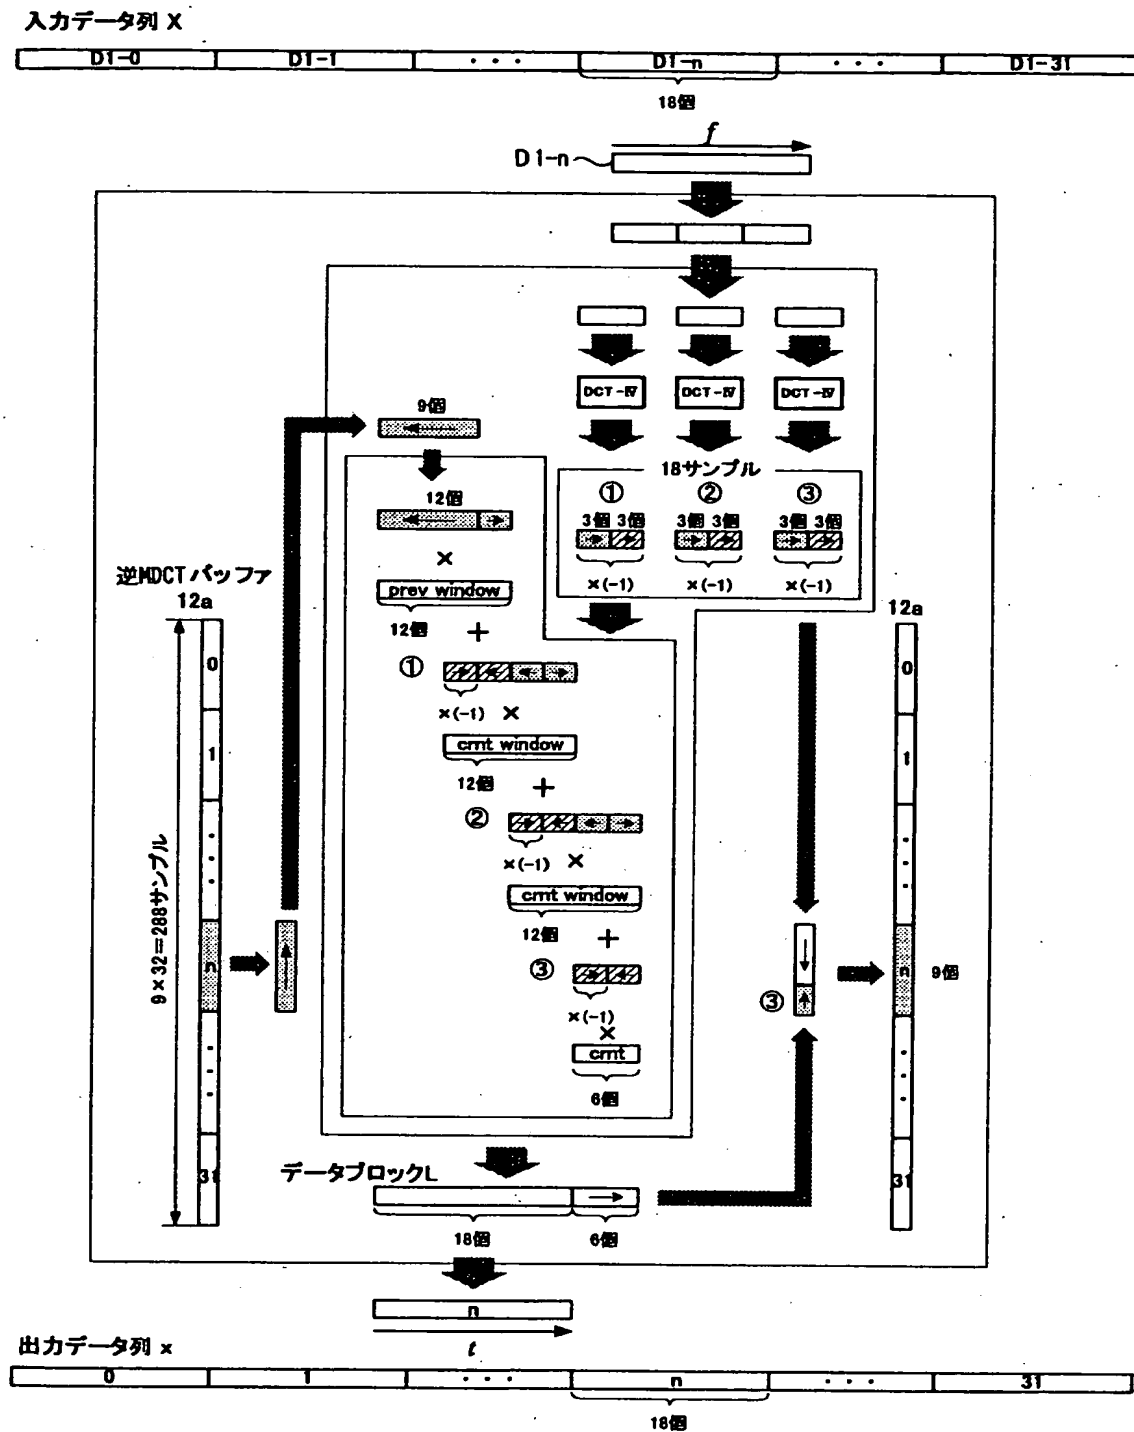 入力データ列 X
D1-0 D1-1 ・・・ D1-n ・・・ D1-31
18個
f
D1-n
DCT-Ⅳ DCT-Ⅳ DCT-Ⅳ
9個
18サンプル
12個
① ② ③
3個 3個 3個 3個 3個 3個
×
×(-1) ×(-1) ×(-1)
逆MDCTバッファ
12a
prev window
12a
12個 +
①
0
0
×(-1) ×
crnt window
1
1
12個 +
②
×(-1) ×
crnt window
9×32=288サンプル
12個 +
③
n
n 9個
③
×(-1)
×
crnt
6個
データブロックL
31
31
18個 6個
n
t
出力データ列 x
0 1 ・・・ n ・・・ 31
18個